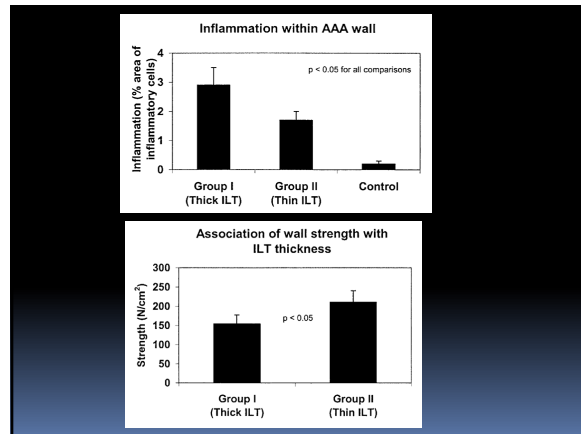 Inflammation within AAA wall
Inflammation (% area of
inflammatory cells)
4
3
2
1
0
p < 0.05 for all comparisons
Group I
(Thick ILT)
Group II
(Thin ILT)
Control
Association of wall strength with
ILT thickness
Strength (N/cm²)
300
250
200
150
100
50
0
p < 0.05
Group I
(Thick ILT)
Group II
(Thin ILT)